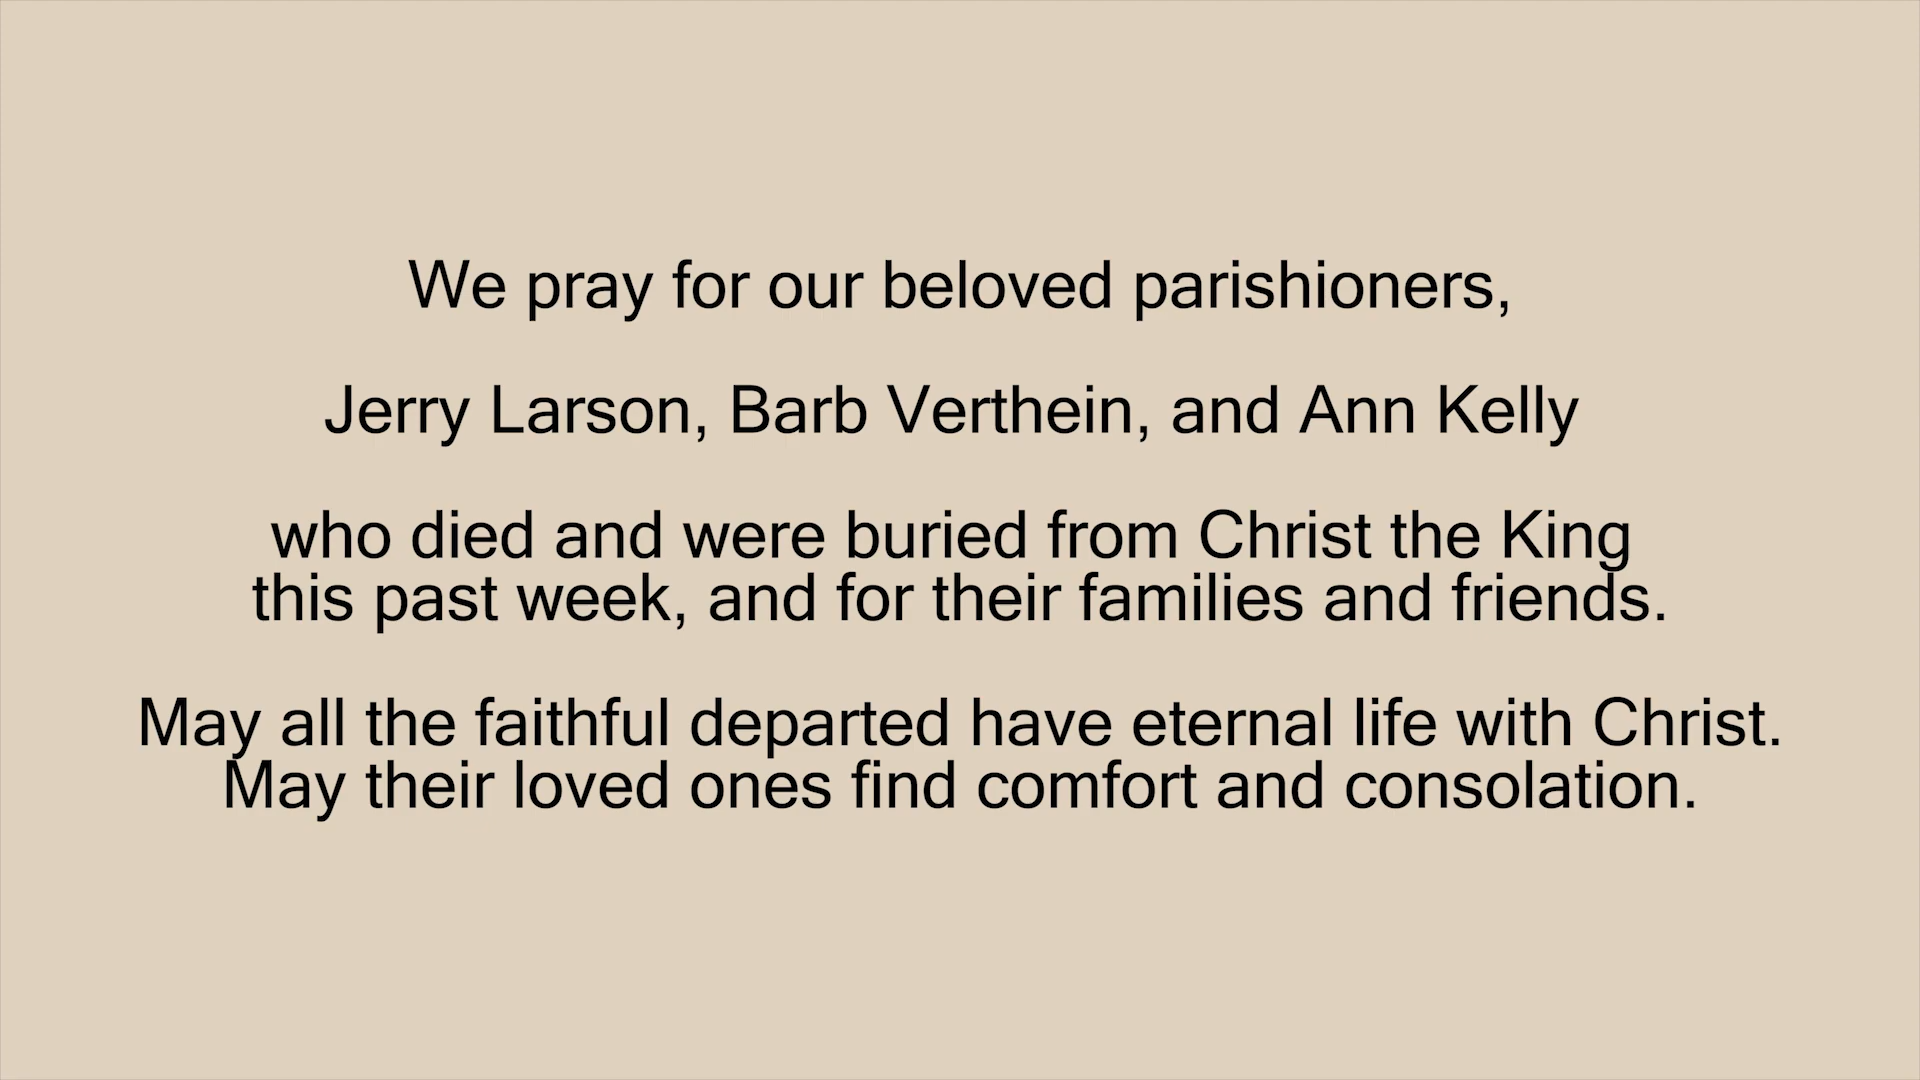 We pray for our beloved parishioners,
Jerry Larson, Barb Verthein, and Ann Kelly
who died and were buried from Christ the King
this past week, and for their families and friends.
May all the faithful departed have eternal life with Christ.
May their loved ones find comfort and consolation.